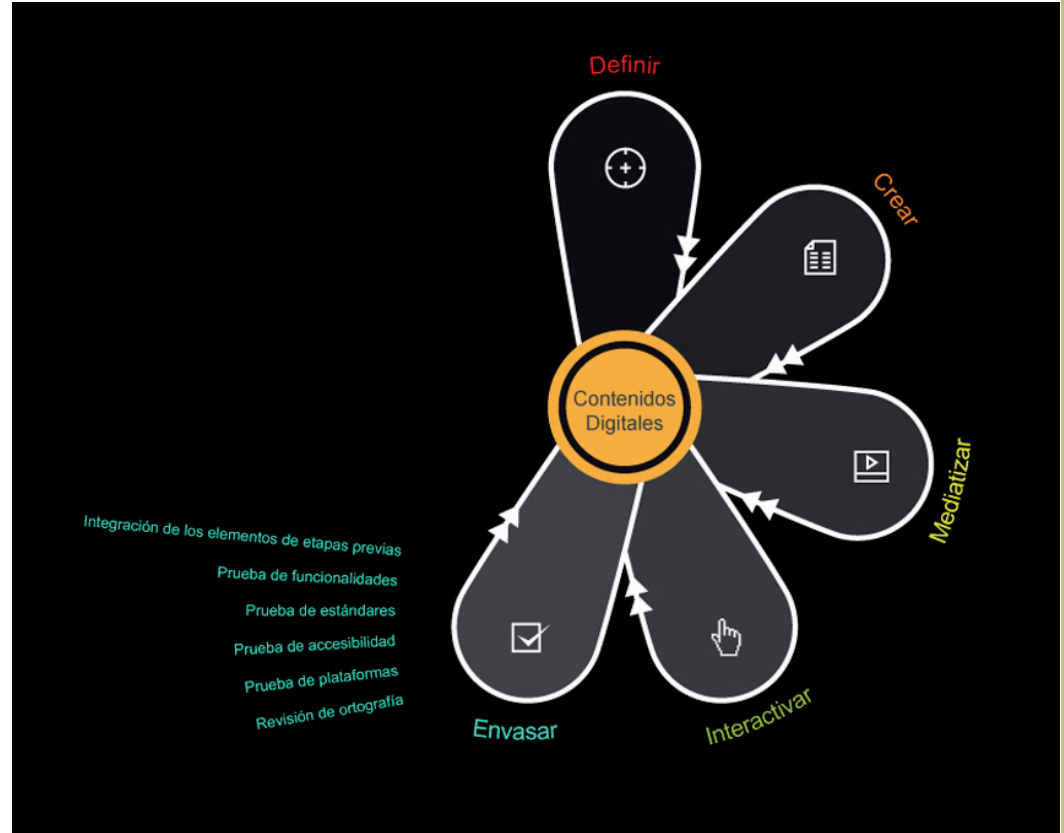 Definir
Crear
Contenidos
Digitales
Mediatizar
Integración de los elementos de etapas previas
Prueba de funcionalidades
Prueba de estándares
Prueba de accesibilidad
Prueba de plataformas
Revisión de ortografía
Envasar
Interactivar